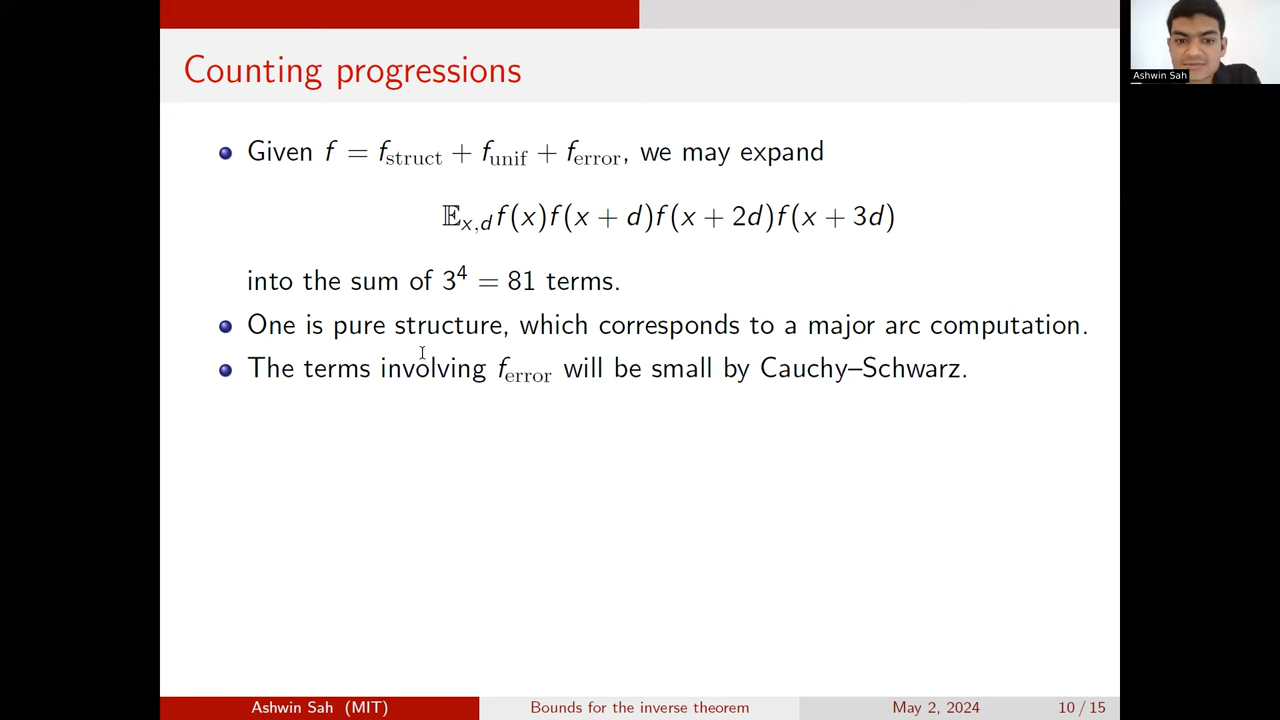 Counting progressions
Given f = f_struct + f_unif + f_error, we may expand
𝔼_{x,d} f(x)f(x + d)f(x + 2d)f(x + 3d)
into the sum of 3^4 = 81 terms.
One is pure structure, which corresponds to a major arc computation.
The terms involving f_error will be small by Cauchy–Schwarz.
Ashwin Sah
Ashwin Sah (MIT) Bounds for the inverse theorem May 2, 2024 10 / 15